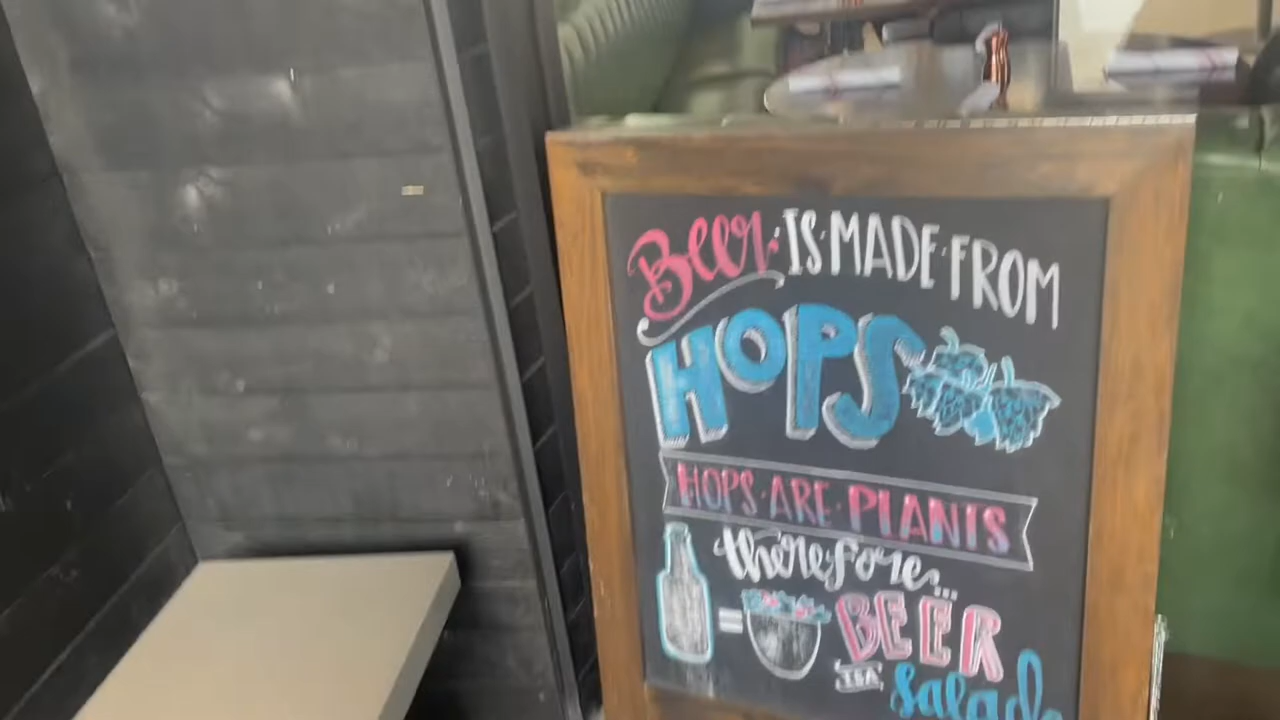 Beer·IS·MADE·FROM
HOPS
HOPS·ARE·PLANTS
therefore...
= BEER
IS A
Salad